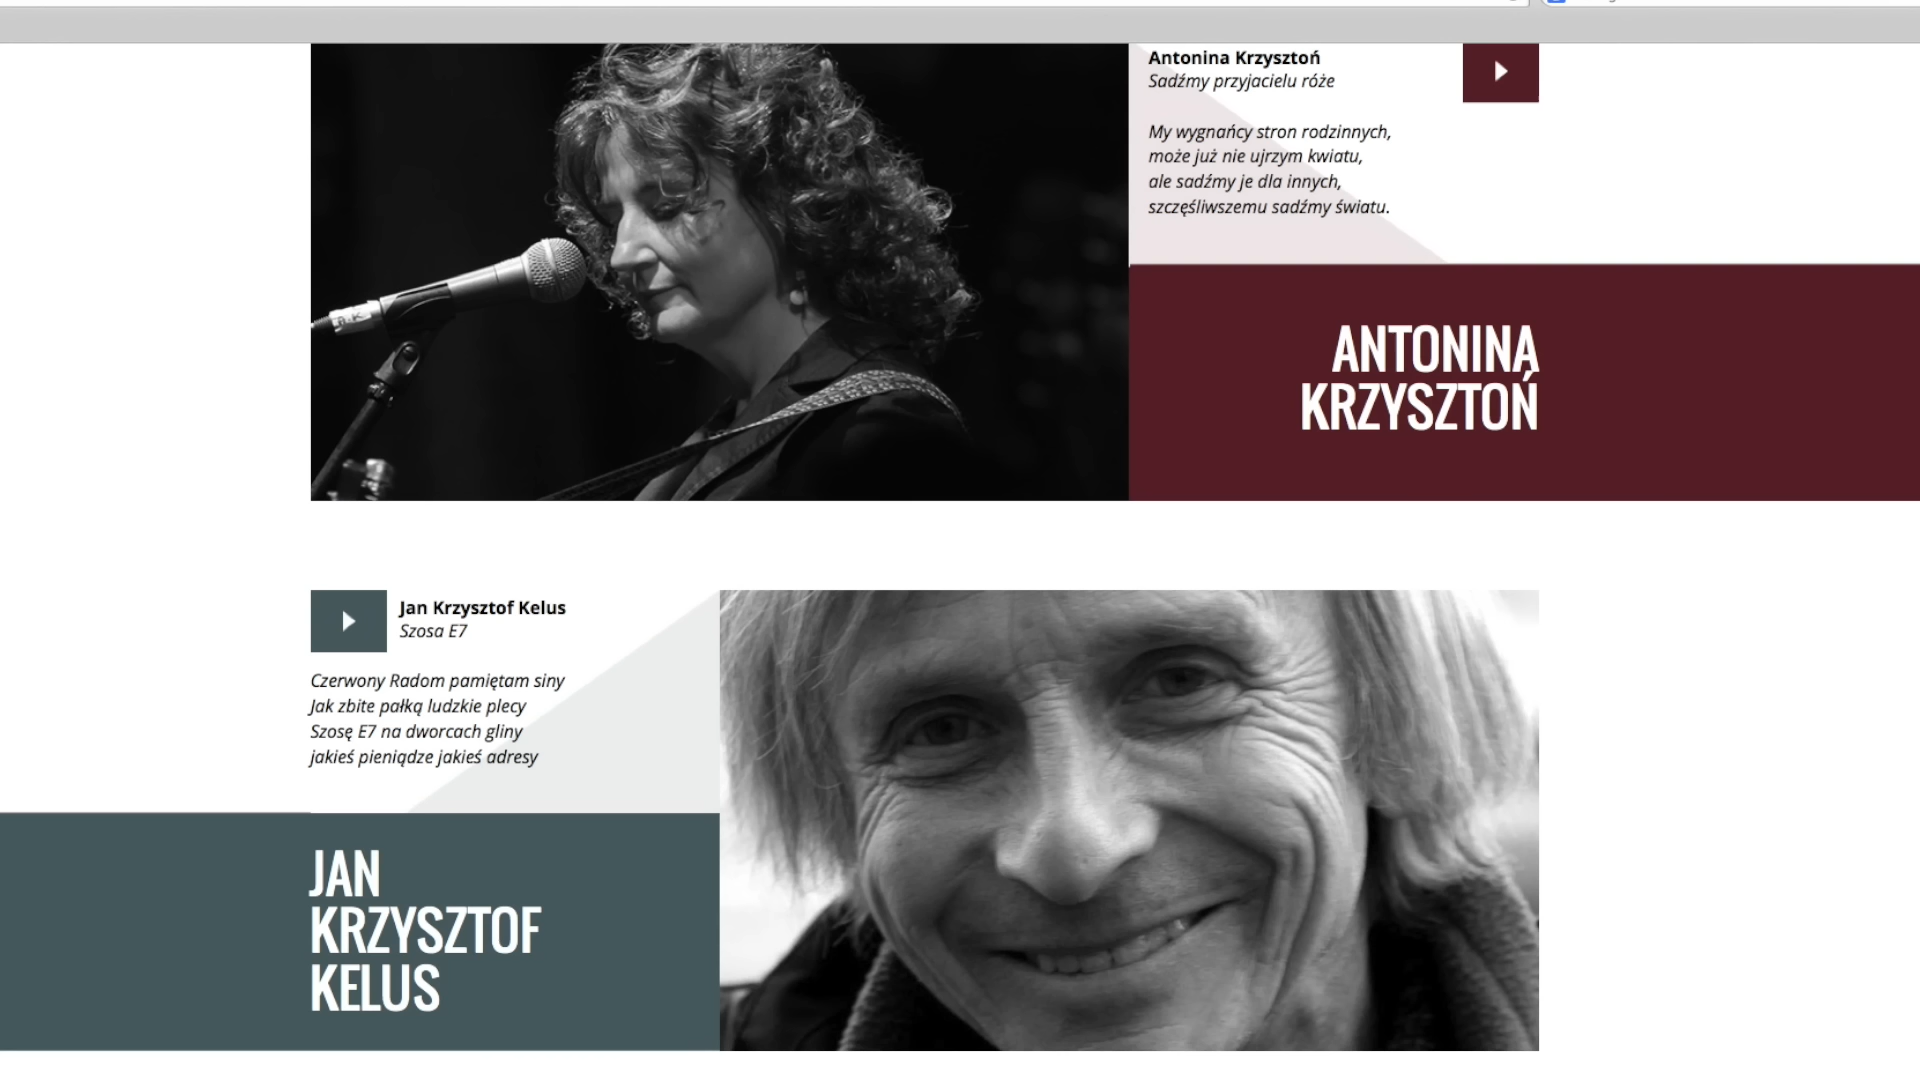 Antonina Krzysztoń
Sadźmy przyjacielu róże
My wygnańcy stron rodzinnych,
może już nie ujrzym kwiatu,
ale sadźmy je dla innych,
szczęśliwszemu sadźmy światu.
ANTONINA
KRZYSZTOŃ
Jan Krzysztof Kelus
Szosa E7
Czerwony Radom pamiętam siny
Jak zbite pałką ludzkie plecy
Szosę E7 na dworcach gliny
jakieś pieniądze jakieś adresy
JAN
KRZYSZTOF
KELUS